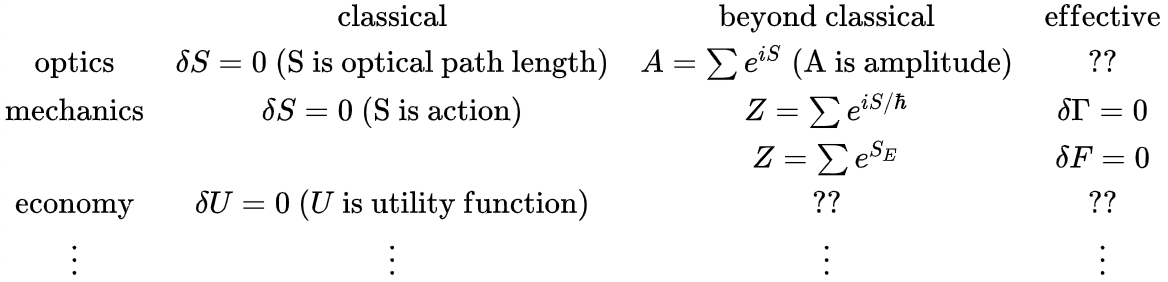 classical beyond classical effective
optics δS = 0 (S is optical path length) A = ∑ e^{iS} (A is amplitude) ??
mechanics δS = 0 (S is action) Z = ∑ e^{iS/ħ} δΓ = 0
Z = ∑ e^{S_E} δF = 0
economy δU = 0 (U is utility function) ?? ??
⋮ ⋮ ⋮ ⋮